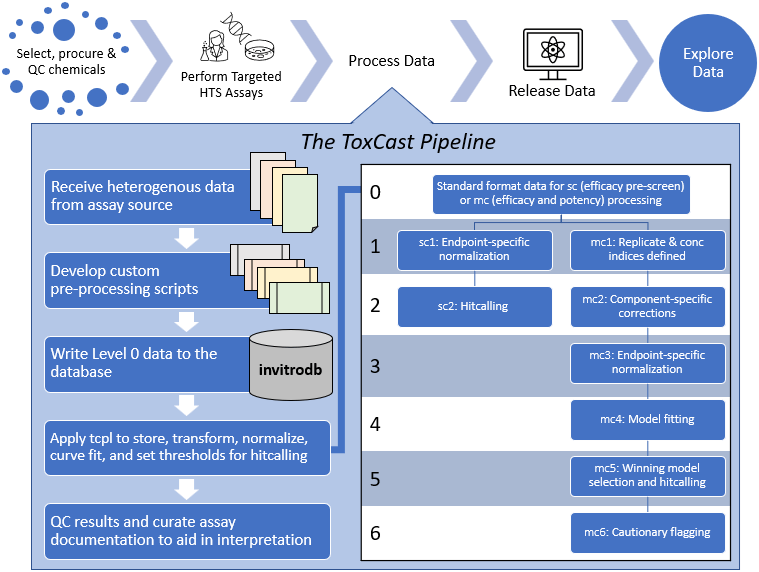 Select, procure &
QC chemicals
Perform Targeted
HTS Assays
Process Data
Release Data
Explore
Data
The ToxCast Pipeline
Receive heterogenous data
from assay source
Develop custom
pre-processing scripts
Write Level 0 data to the
database
invitrodb
Apply tcpl to store, transform, normalize,
curve fit, and set thresholds for hitcalling
QC results and curate assay
documentation to aid in interpretation
0
Standard format data for sc (efficacy pre-screen)
or mc (efficacy and potency) processing
1
sc1: Endpoint-specific
normalization
mc1: Replicate & conc
indices defined
2
sc2: Hitcalling
mc2: Component-specific
corrections
3
mc3: Endpoint-specific
normalization
4
mc4: Model fitting
5
mc5: Winning model
selection and hitcalling
6
mc6: Cautionary flagging